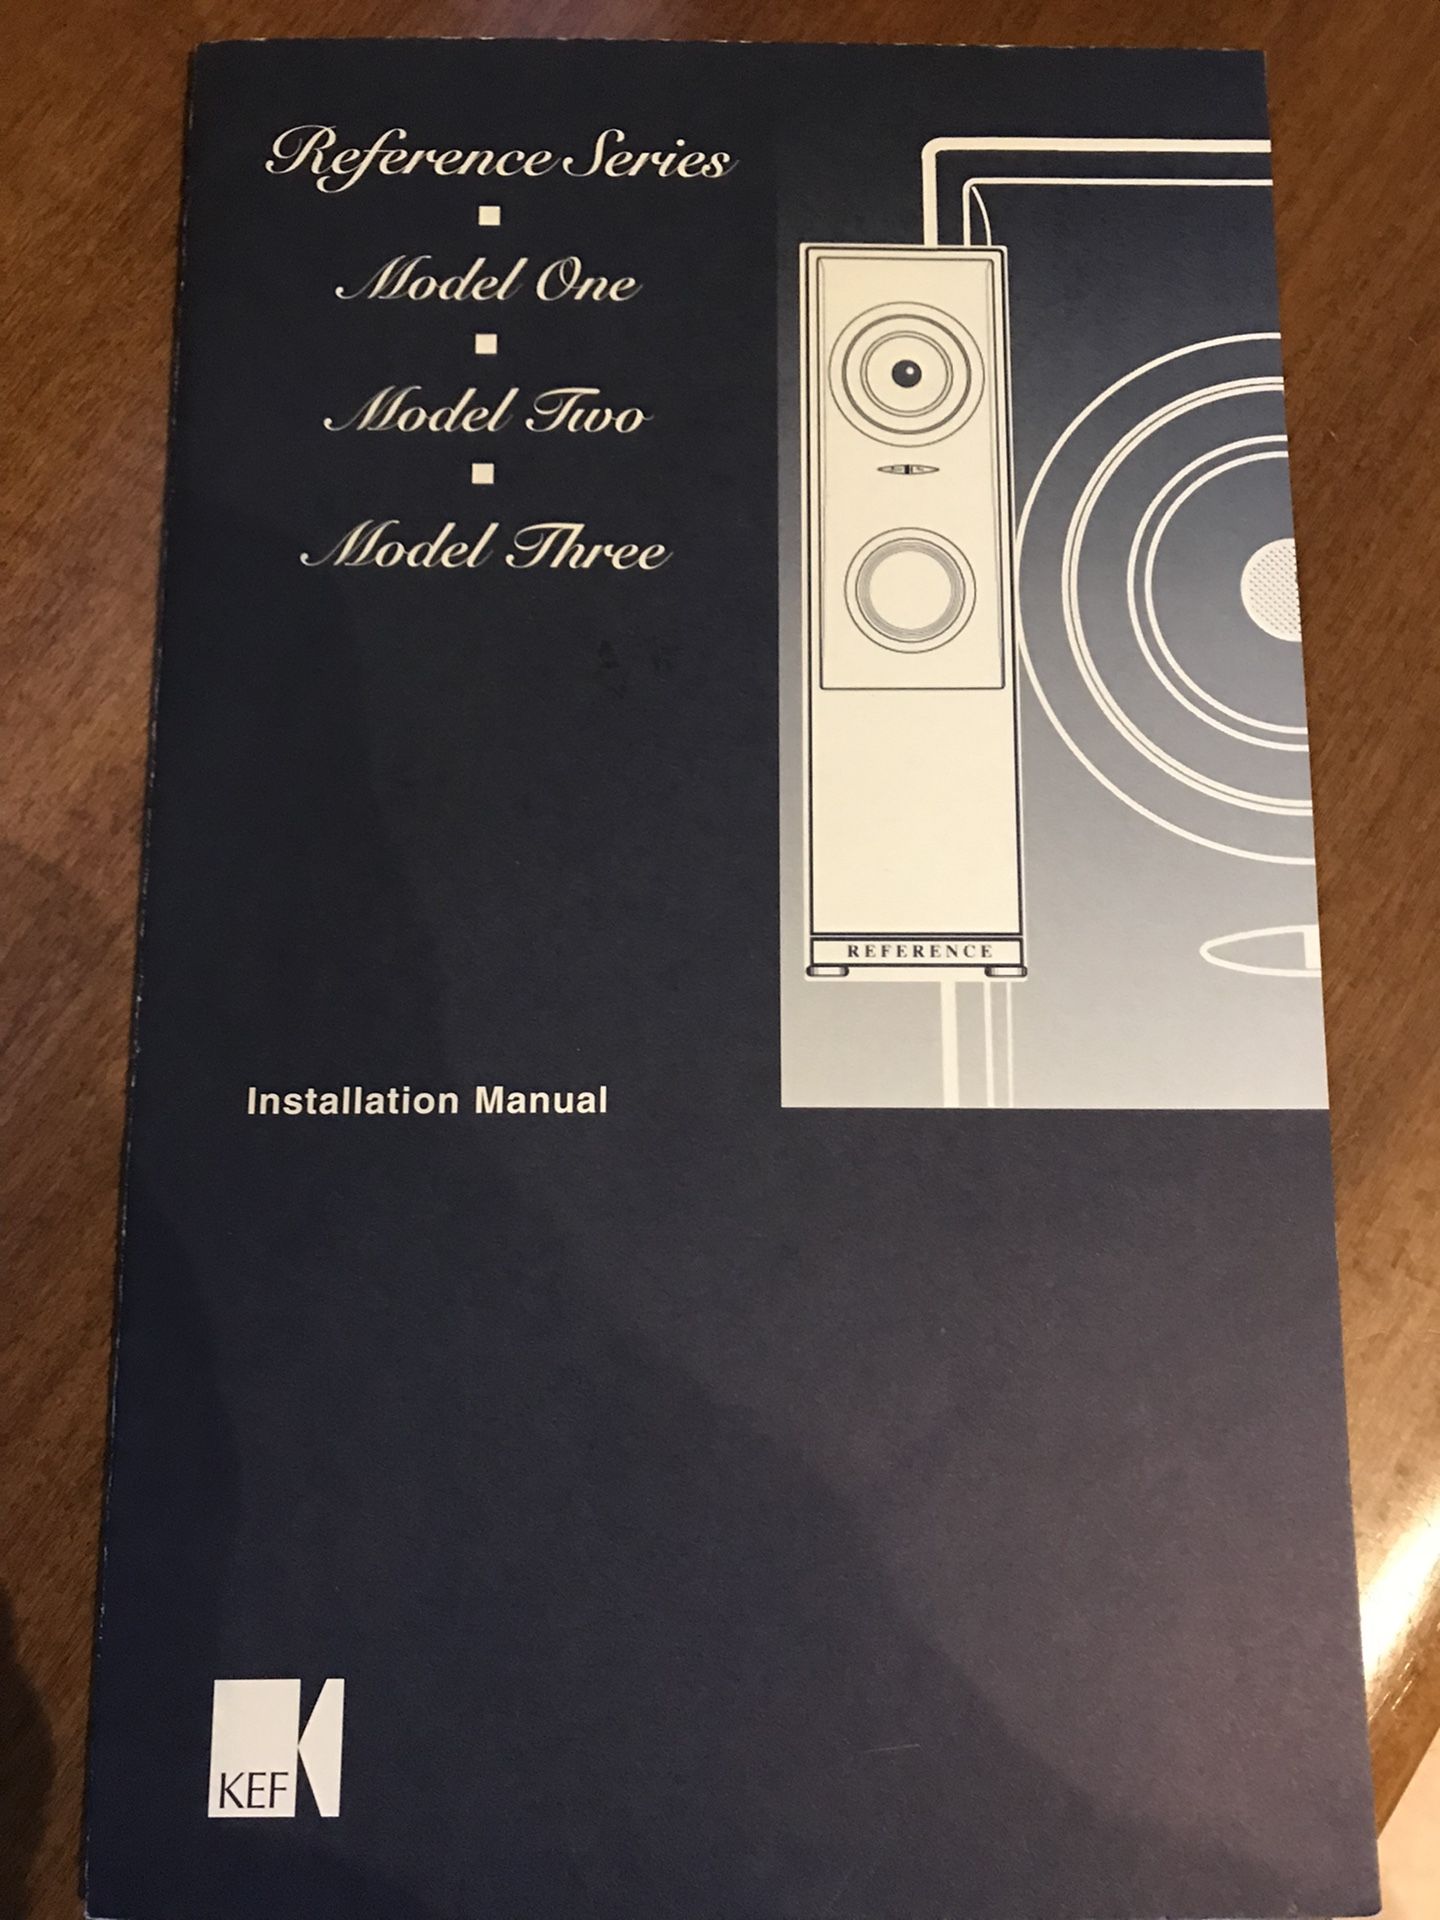 Reference Series
Model One
Model Two
Model Three
REFERENCE
Installation Manual
KEF